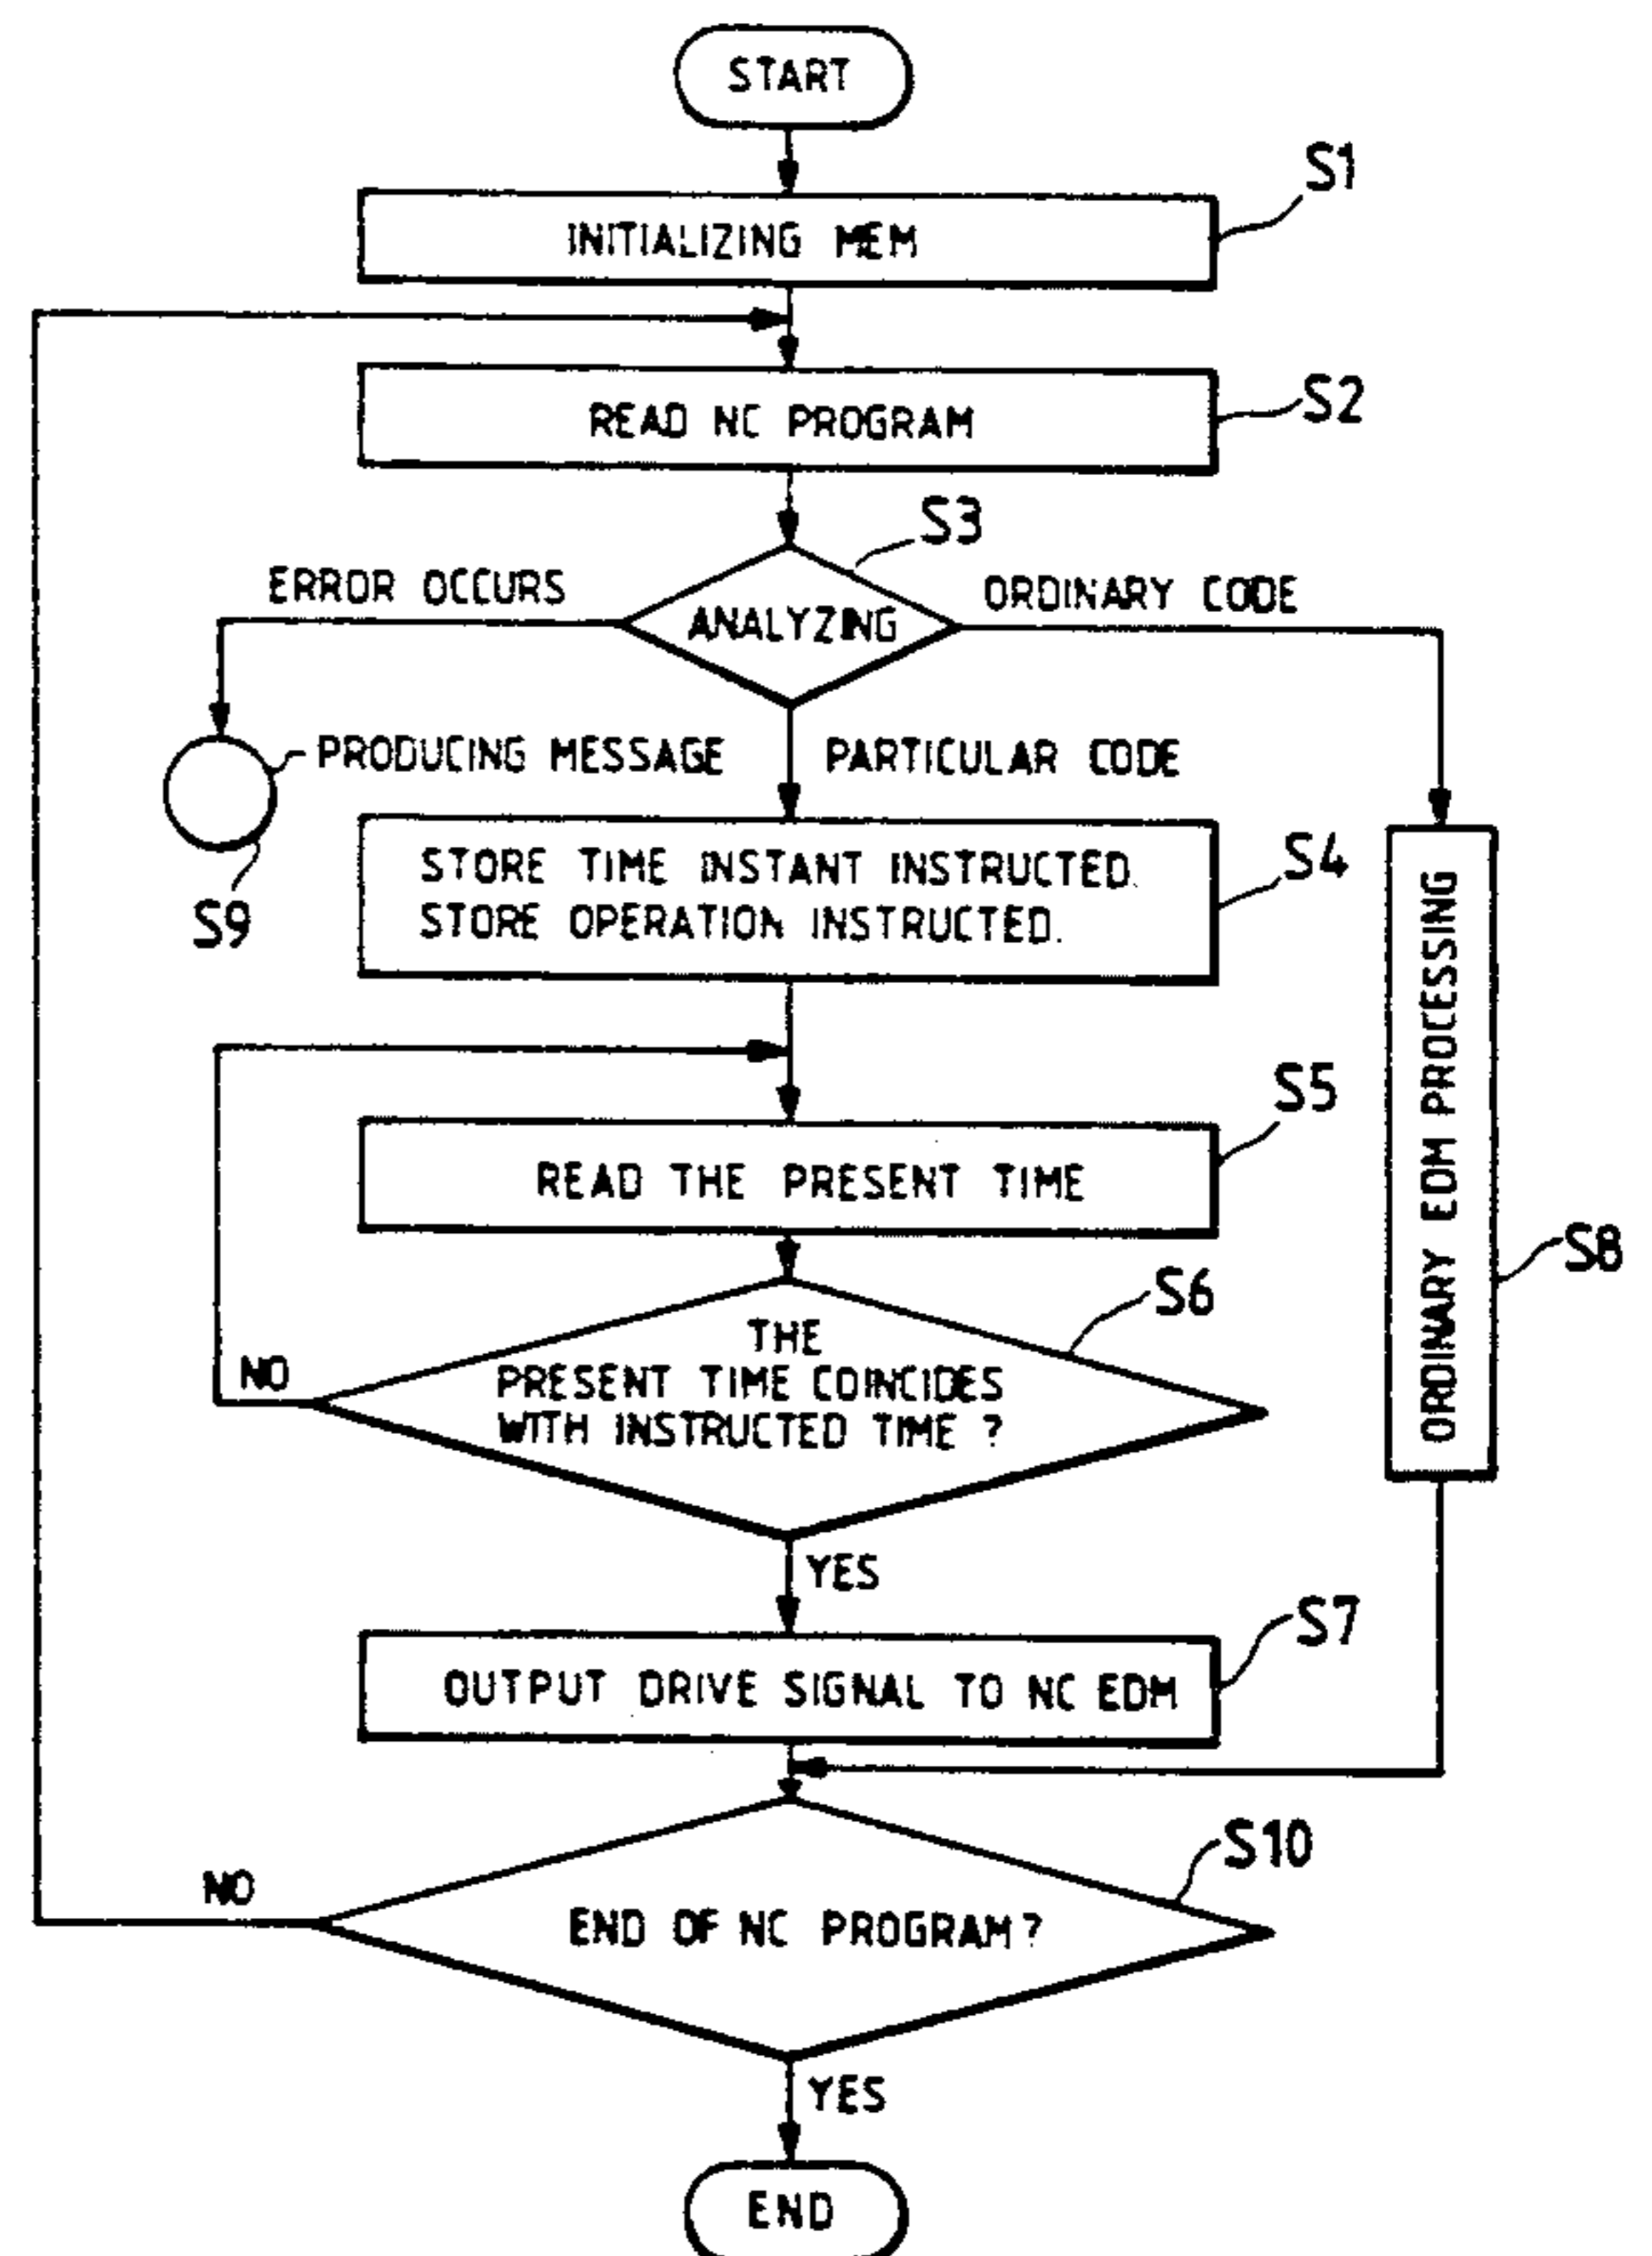 START
S1
INITIALIZING MEM
S2
READ NC PROGRAM
S3
ERROR OCCURS
ORDINARY CODE
ANALYZING
PRODUCING MESSAGE
PARTICULAR CODE
S9
S4
STORE TIME INSTANT INSTRUCTED.
STORE OPERATION INSTRUCTED.
S5
READ THE PRESENT TIME
ORDINARY EDM PROCESSING
S8
S6
THE
PRESENT TIME COINCIDES
WITH INSTRUCTED TIME ?
NO
YES
S7
OUTPUT DRIVE SIGNAL TO NC EDM
S10
NO
END OF NC PROGRAM?
YES
END